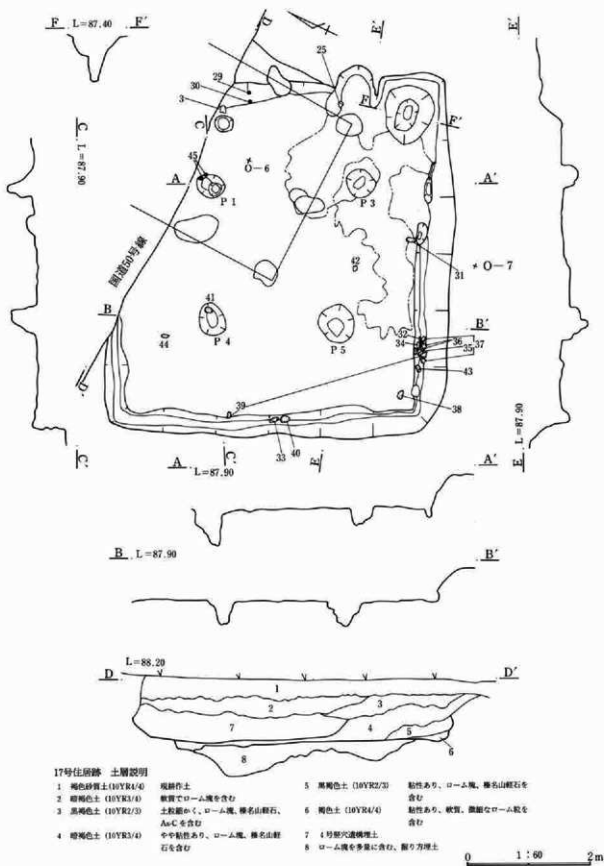 F L=87.40 F′
D
E′
E′
25
29
30
3
F
F′
C
C L=87.90
45
O-6
A
A′
P 1
P 3
国道50号線
42
31
O-7
41
B
B′
P 4
P 5
44
32
34
36
35
37
43
39
38
D′
33
40
C′
A L=87.90
C′
E
A′
E L=87.90
B L=87.90
B′
D L=88.20
D′
1
2
3
7
4
5
6
8
17号住居跡 土層説明
1 褐色砂質土(10YR4/4) 現耕作土
2 暗褐色土(10YR3/4) 軟質でローム塊を含む
3 黒褐色土(10YR2/3) 土粒細かく、ローム塊、榛名山軽石、
As-Cを含む
4 暗褐色土(10YR3/4) やや粘性あり、ローム塊、榛名山軽
石を含む
5 黒褐色土(10YR2/3) 粘性あり、ローム塊、榛名山軽石を
含む
6 褐色土(10YR4/4) 粘性あり、軟質、微細なローム粒を
含む
7 4号竪穴遺構埋土
8 ローム塊を多量に含む、掘り方埋土
0 1:60 2m